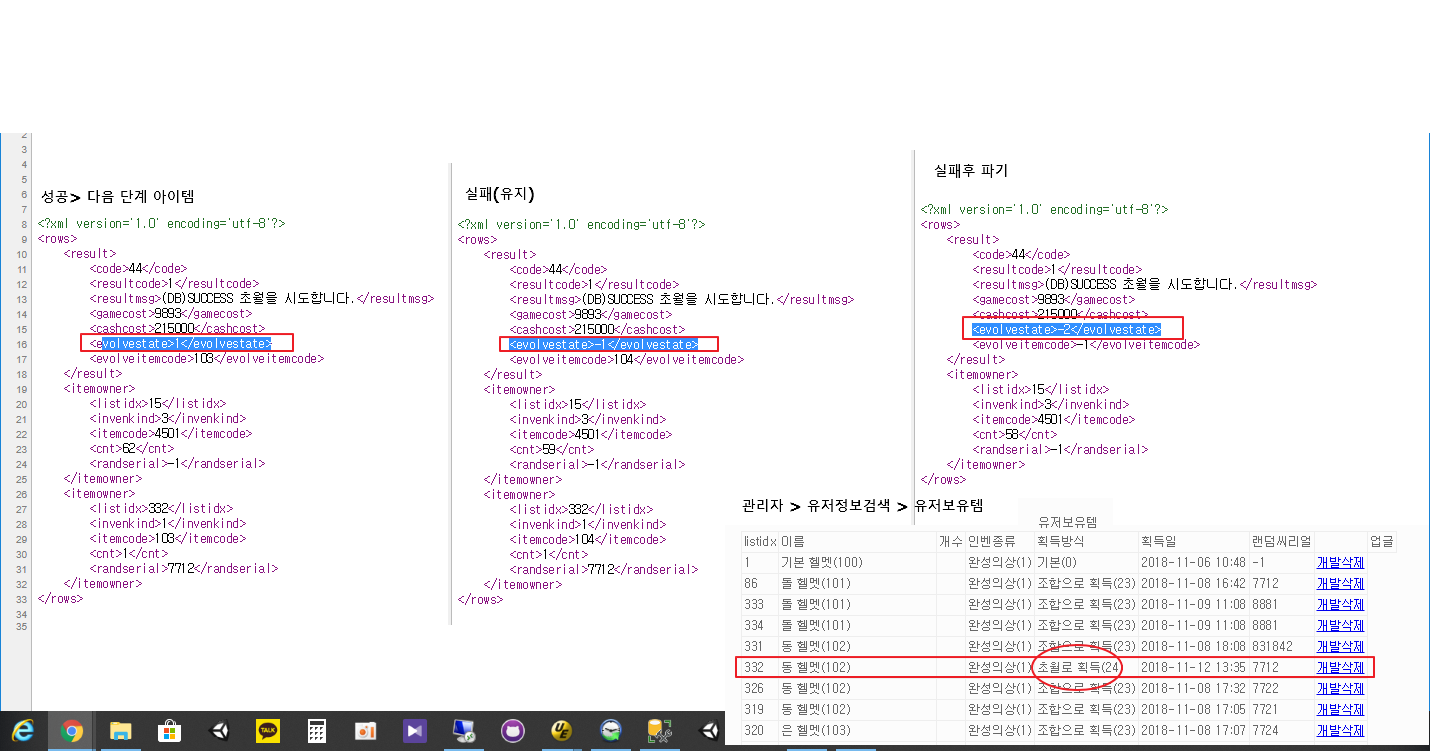 2
3
4
5
6
7
8
9
10
11
12
13
14
15
16
17
18
19
20
21
22
23
24
25
26
27
28
29
30
31
32
33
34
35
성공> 다음 단계 아이템
<?xml version='1.0' encoding='utf-8'?>
<rows>
<result>
<code>44</code>
<resultcode>1</resultcode>
<resultmsg>(DB)SUCCESS 초월을 시도합니다.</resultmsg>
<gamecost>9893</gamecost>
<cashcost>215000</cashcost>
<evolvestate>1</evolvestate>
<evolveitemcode>103</evolveitemcode>
</result>
<itemowner>
<listidx>15</listidx>
<invenkind>3</invenkind>
<itemcode>4501</itemcode>
<cnt>62</cnt>
<randserial>-1</randserial>
</itemowner>
<itemowner>
<listidx>332</listidx>
<invenkind>1</invenkind>
<itemcode>103</itemcode>
<cnt>1</cnt>
<randserial>7712</randserial>
</itemowner>
</rows>
실패(유지)
<?xml version='1.0' encoding='utf-8'?>
<rows>
<result>
<code>44</code>
<resultcode>1</resultcode>
<resultmsg>(DB)SUCCESS 초월을 시도합니다.</resultmsg>
<gamecost>9893</gamecost>
<cashcost>215000</cashcost>
<evolvestate>-1</evolvestate>
<evolveitemcode>104</evolveitemcode>
</result>
<itemowner>
<listidx>15</listidx>
<invenkind>3</invenkind>
<itemcode>4501</itemcode>
<cnt>59</cnt>
<randserial>-1</randserial>
</itemowner>
<itemowner>
<listidx>332</listidx>
<invenkind>1</invenkind>
<itemcode>104</itemcode>
<cnt>1</cnt>
<randserial>7712</randserial>
</itemowner>
</rows>
실패후 파기
<?xml version='1.0' encoding='utf-8'?>
<rows>
<result>
<code>44</code>
<resultcode>1</resultcode>
<resultmsg>(DB)SUCCESS 초월을 시도합니다.</resultmsg>
<gamecost>9893</gamecost>
<cashcost>215000</cashcost>
<evolvestate>-2</evolvestate>
<evolveitemcode>-1</evolveitemcode>
</result>
<itemowner>
<listidx>15</listidx>
<invenkind>3</invenkind>
<itemcode>4501</itemcode>
<cnt>58</cnt>
<randserial>-1</randserial>
</itemowner>
</rows>
관리자 > 유저정보검색 > 유저보유템
유저보유템
listidx 이름 개수 인벤종류 획득방식 획득일 랜덤씨리얼 업글
1 기본 헬멧(100) 완성의상(1) 기본(0) 2018-11-06 10:48 -1 개발삭제
86 돌 헬멧(101) 완성의상(1) 조합으로 획득(23) 2018-11-08 16:42 7712 개발삭제
333 돌 헬멧(101) 완성의상(1) 조합으로 획득(23) 2018-11-09 11:08 8881 개발삭제
334 돌 헬멧(101) 완성의상(1) 조합으로 획득(23) 2018-11-09 11:08 8881 개발삭제
331 동 헬멧(102) 완성의상(1) 조합으로 획득(23) 2018-11-08 18:08 831842 개발삭제
332 동 헬멧(102) 완성의상(1) 초월로 획득(24 2018-11-12 13:35 7712 개발삭제
326 동 헬멧(102) 완성의상(1) 조합으로 획득(23) 2018-11-08 17:32 7722 개발삭제
319 동 헬멧(102) 완성의상(1) 조합으로 획득(23) 2018-11-08 17:05 7721 개발삭제
320 은 헬멧(103) 완성의상(1) 조합으로 획득(23) 2018-11-08 17:07 7724 개발삭제
TALK